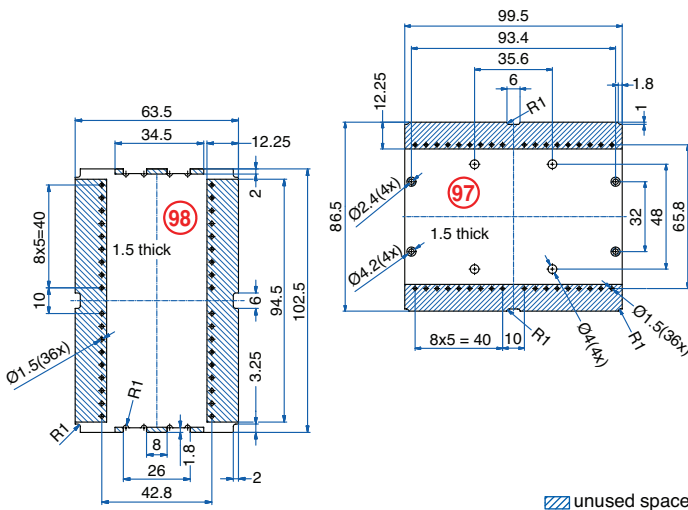 99.5
93.4
35.6
6
1.8
12.25
R1
1
86.5
Ø2.4(4x)
Ø4.2(4x)
97
1.5 thick
32
48
65.8
8x5 = 40
10
R1
Ø4(4x)
Ø1.5(36x)
R1
63.5
34.5
12.25
2
98
1.5 thick
8x5=40
10
Ø1.5(36x)
6
94.5
102.5
3.25
R1
R1
8
1.8
26
2
42.8
unused space